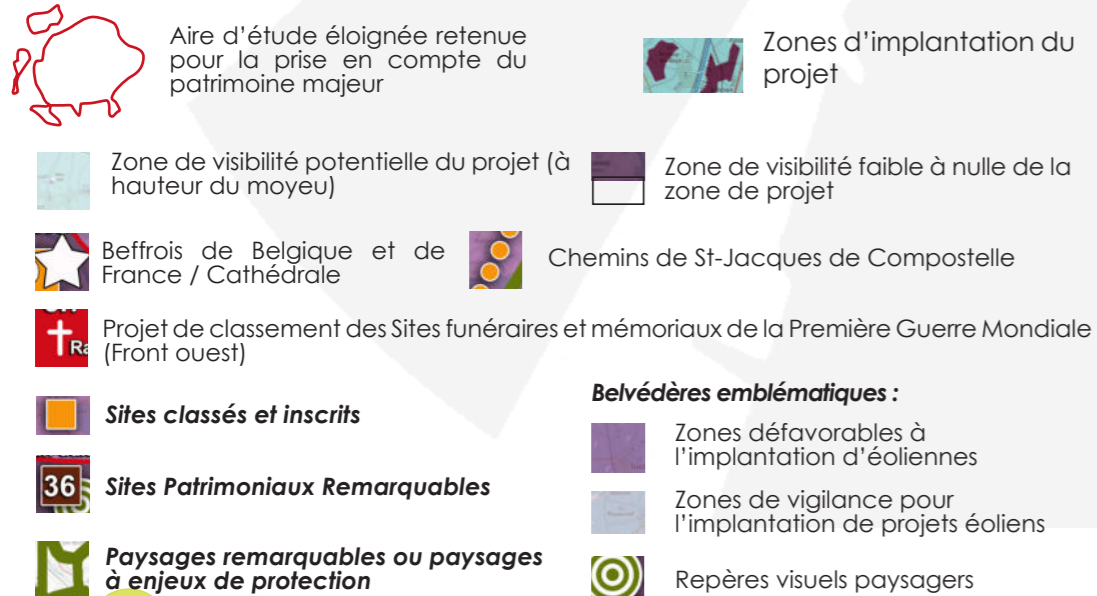 Aire d'étude éloignée retenue
pour la prise en compte du
patrimoine majeur
Zones d'implantation du
projet
Zone de visibilité potentielle du projet (à
hauteur du moyeu)
Zone de visibilité faible à nulle de la
zone de projet
Beffrois de Belgique et de
France / Cathédrale
Chemins de St-Jacques de Compostelle
Ra
Projet de classement des Sites funéraires et mémoriaux de la Première Guerre Mondiale
(Front ouest)
Sites classés et inscrits
36
Sites Patrimoniaux Remarquables
Paysages remarquables ou paysages
à enjeux de protection
Belvédères emblématiques :
Zones défavorables à
l'implantation d'éoliennes
Zones de vigilance pour
l'implantation de projets éoliens
Repères visuels paysagers